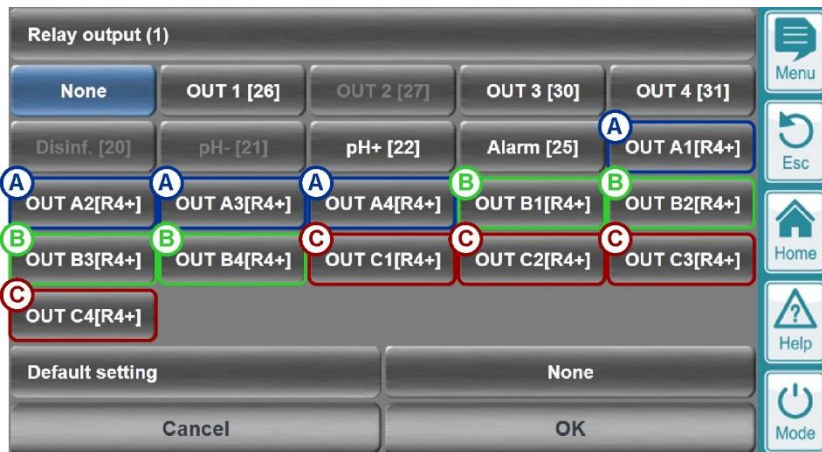 Relay output (1)
None OUT 1 [26] OUT 2 [27] OUT 3 [30] OUT 4 [31]
Disinf. [20] pH- [21] pH+ [22] Alarm [25] A OUT A1[R4+]
A OUT A2[R4+] A OUT A3[R4+] A OUT A4[R4+] B OUT B1[R4+] B OUT B2[R4+]
B OUT B3[R4+] B OUT B4[R4+] C OUT C1[R4+] C OUT C2[R4+] C OUT C3[R4+]
C OUT C4[R4+]
Default setting None
Cancel OK
Menu
Esc
Home
? Help
Mode